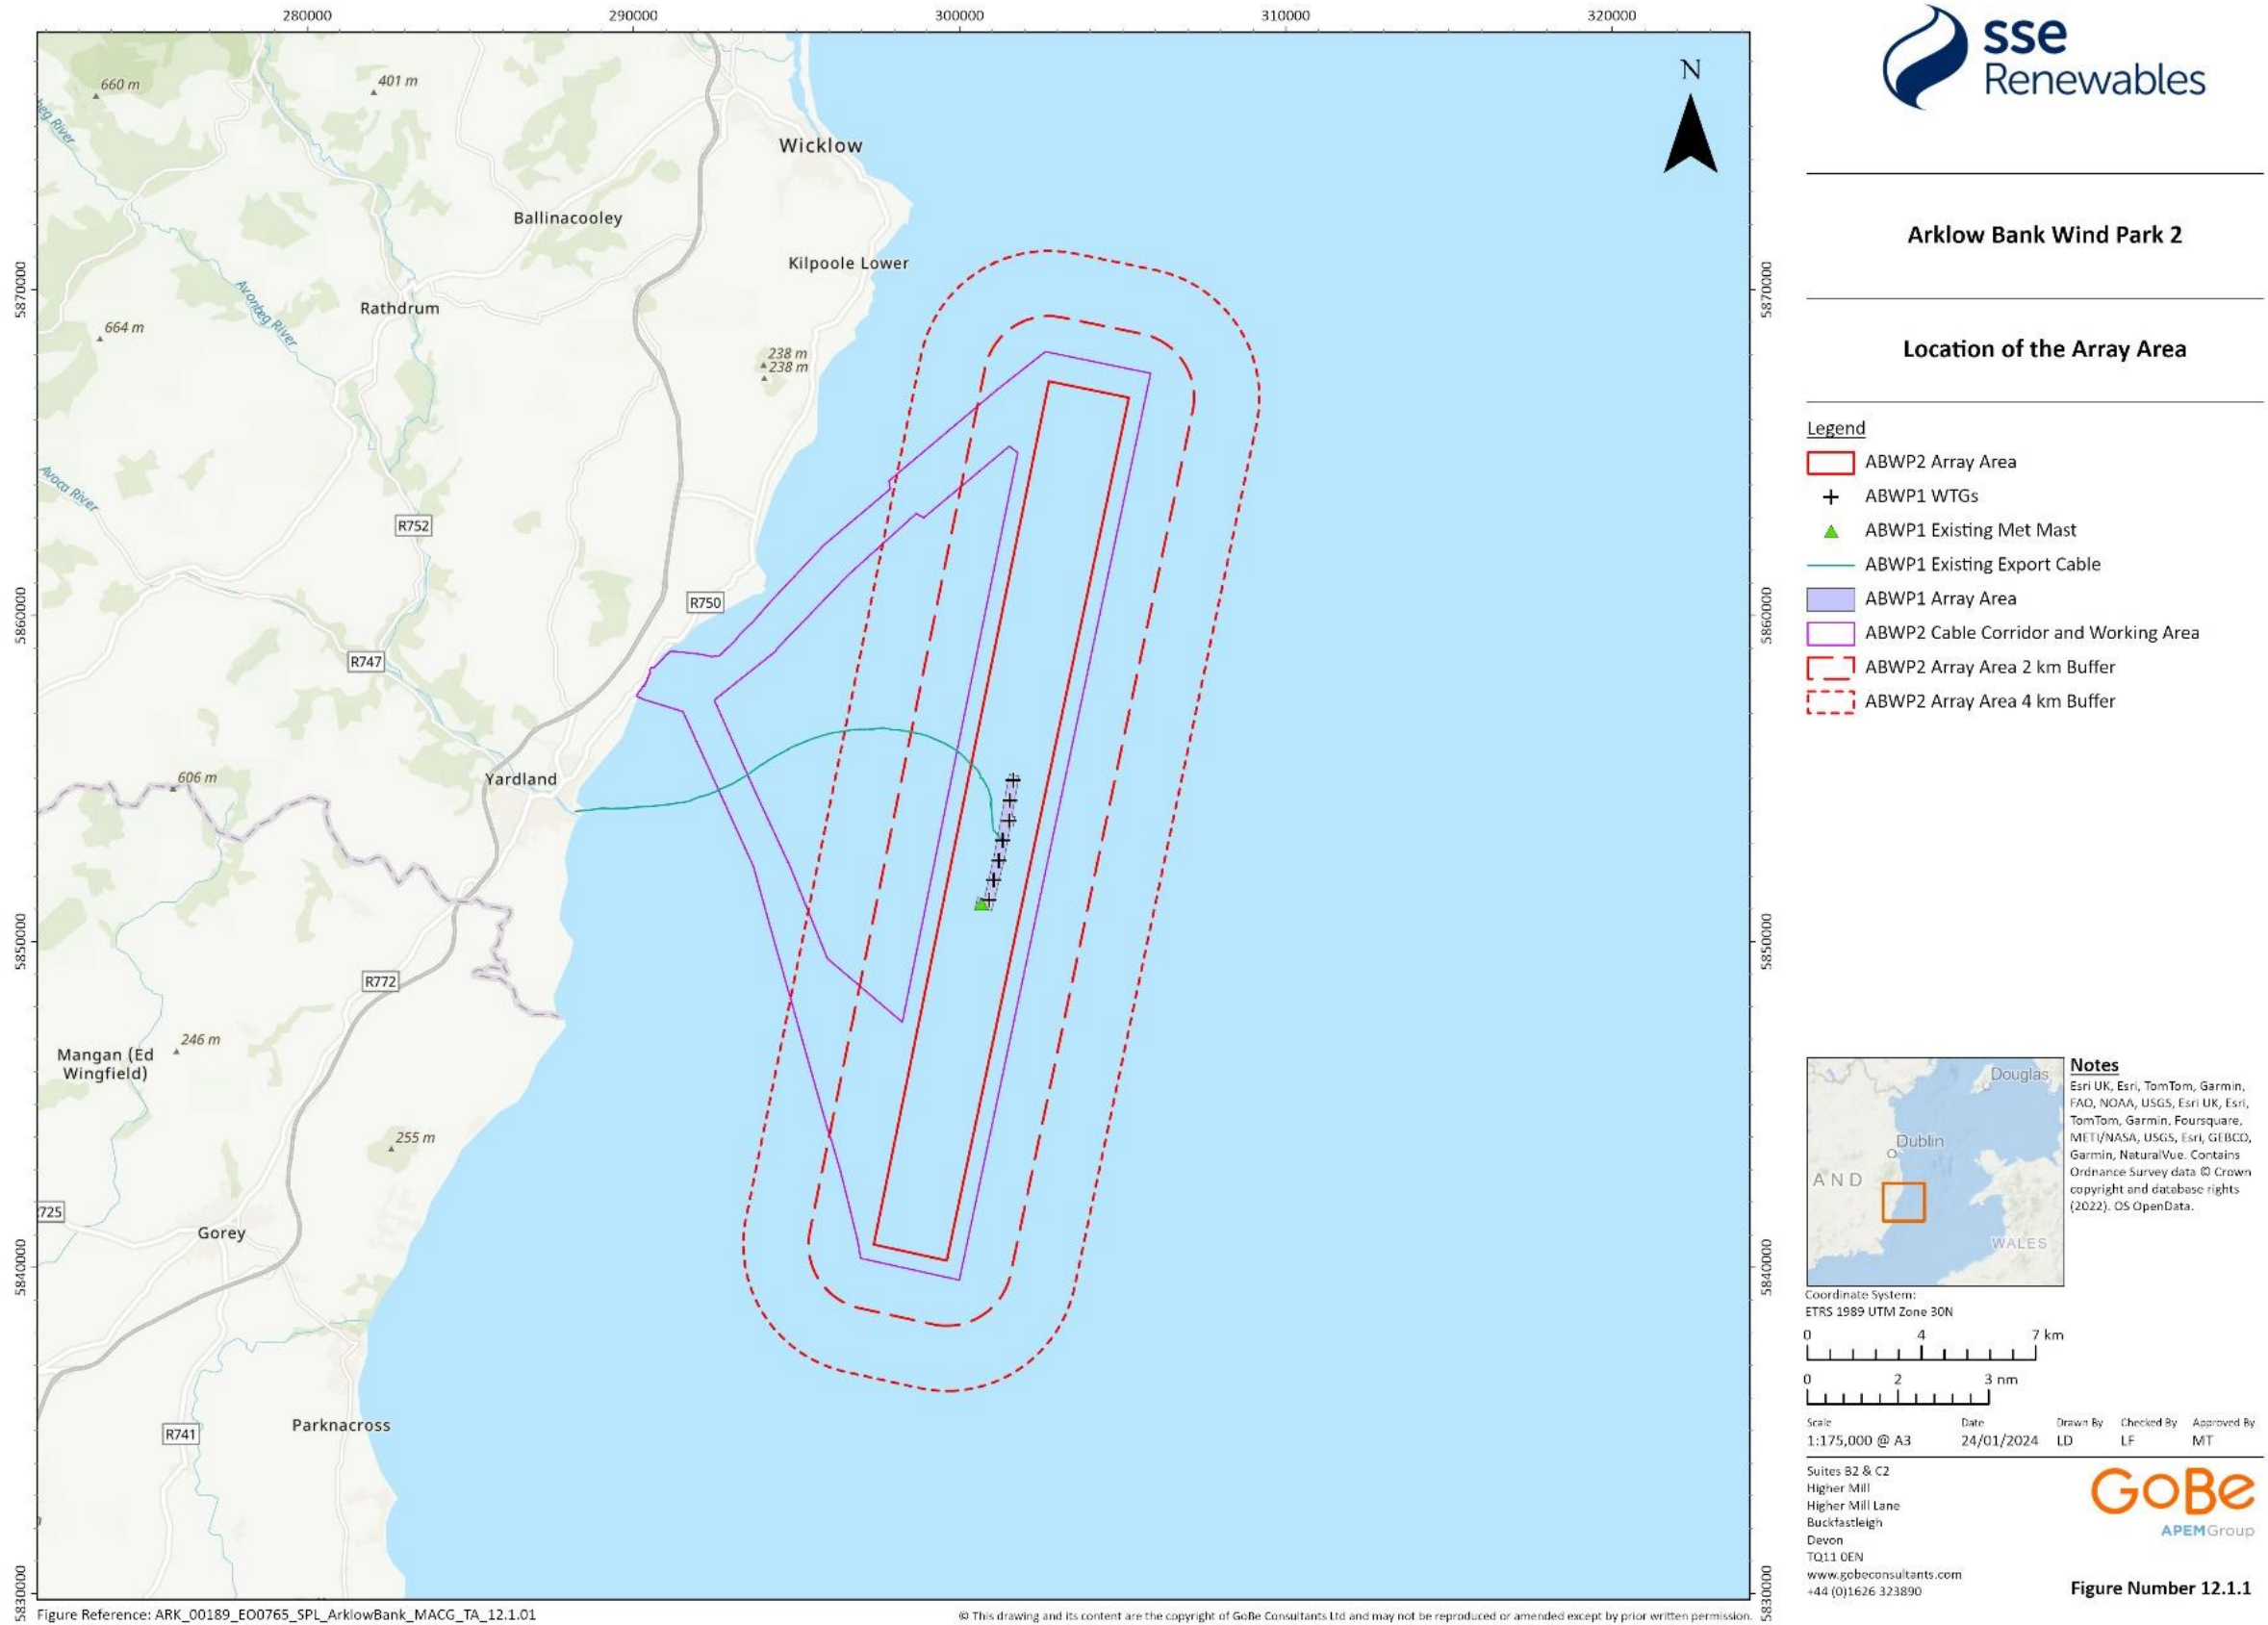 280000
290000
300000
310000
320000
5870000
5860000
5850000
5840000
5830000
5870000
5860000
5850000
5840000
5830000
N
660 m
401 m
Wicklow
Ballinacooley
Kilpoole Lower
Avonbeg River
Rathdrum
664 m
238 m
238 m
Avoca River
R752
R750
R747
606 m
Yardland
R772
246 m
Mangan (Ed
Wingfield)
255 m
Gorey
Parknacross
R741
sse
Renewables
Arklow Bank Wind Park 2
Location of the Array Area
Legend
ABWP2 Array Area
ABWP1 WTGs
ABWP1 Existing Met Mast
ABWP1 Existing Export Cable
ABWP1 Array Area
ABWP2 Cable Corridor and Working Area
ABWP2 Array Area 2 km Buffer
ABWP2 Array Area 4 km Buffer
Douglas
Dublin
AND
WALES
Notes
Esri UK, Esri, TomTom, Garmin,
FAO, NOAA, USGS, Esri UK, Esri,
TomTom, Garmin, Foursquare,
METI/NASA, USGS, Esri, GEBCO,
Garmin, NaturalVue. Contains
Ordnance Survey data © Crown
copyright and database rights
(2022). OS OpenData.
Coordinate System:
ETRS 1989 UTM Zone 30N
0 4 7 km
0 2 3 nm
Scale Date Drawn By Checked By Approved By
1:175,000 @ A3 24/01/2024 LD LF MT
Suites B2 & C2
Higher Mill
Higher Mill Lane
Buckfastleigh
Devon
TQ11 0EN
www.gobeconsultants.com
+44 (0)1626 323890
GoBe
APEMGroup
Figure Number 12.1.1
Figure Reference: ARK_00189_EO0765_SPL_ArklowBank_MACG_TA_12.1.01
© This drawing and its content are the copyright of GoBe Consultants Ltd and may not be reproduced or amended except by prior written permission.